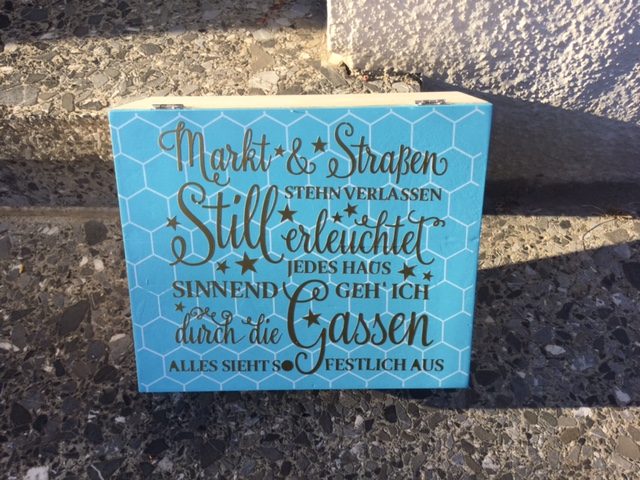 Markt & Straßen
STEHN VERLASSEN
Still erleuchtet
JEDES HAUS
SINNEND GEH' ICH
durch die Gassen
ALLES SIEHT SO FESTLICH AUS